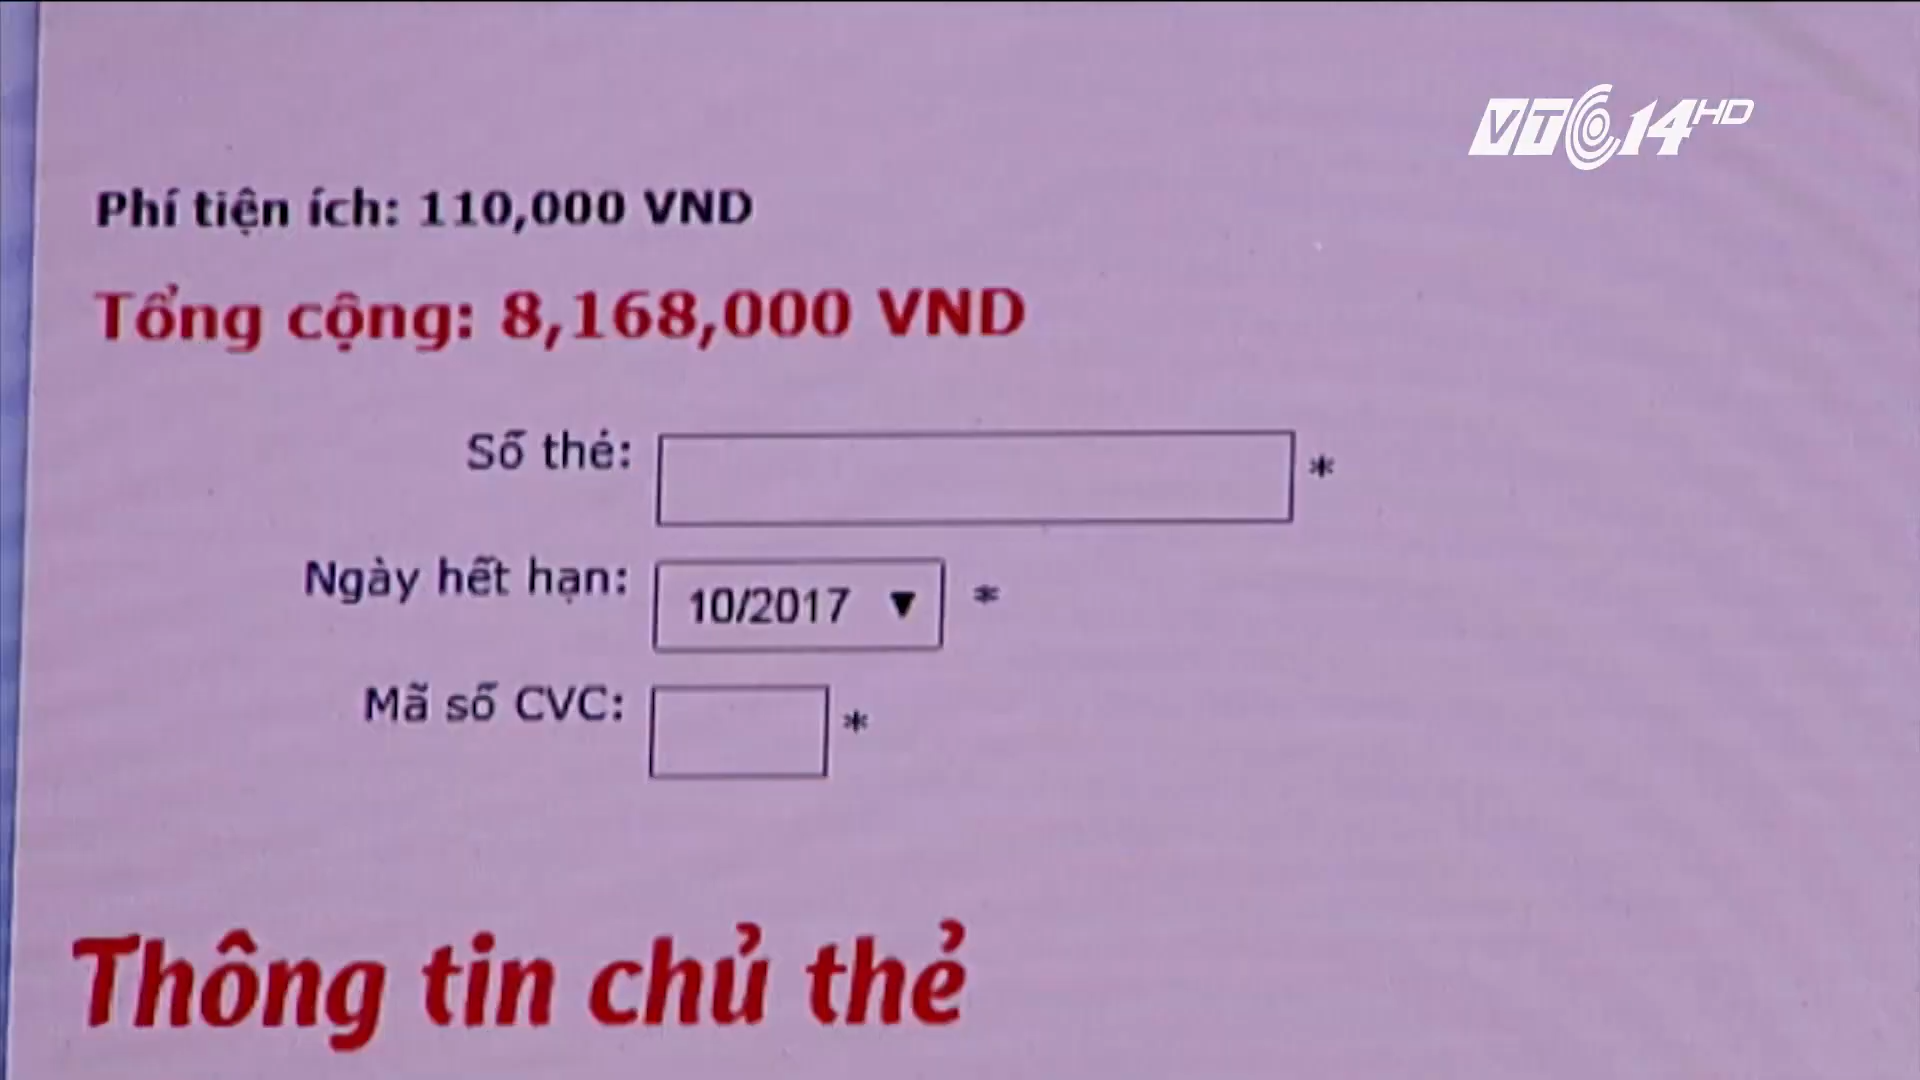 VTC14HD
Phí tiện ích: 110,000 VND
Tổng cộng: 8,168,000 VND
Số thẻ: *
Ngày hết hạn: 10/2017 ▼ *
Mã số CVC: *
Thông tin chủ thẻ